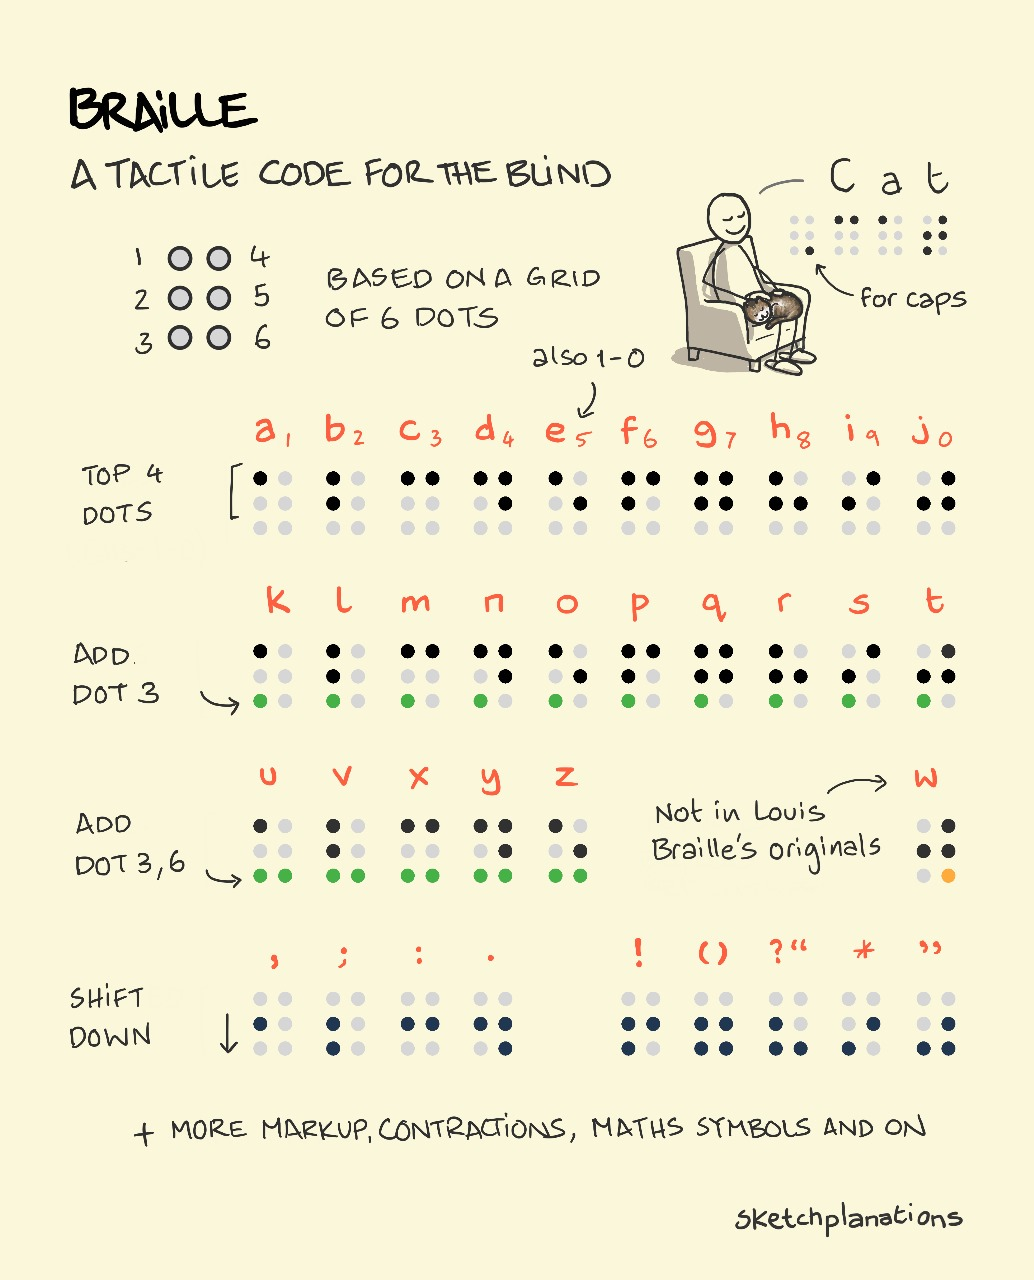 BRAILLE
A TACTILE CODE FOR THE BLIND
C a t
for caps
1 4
2 5
3 6
BASED ON A GRID
OF 6 DOTS
also 1-0
a1 b2 c3 d4 e5 f6 g7 h8 i9 j0
TOP 4
DOTS
k l m n o p q r s t
ADD
DOT 3
u v x y z w
ADD
DOT 3,6
Not in Louis
Braille's originals
, ; : . ! () ?“ * ”
SHIFT
DOWN
+ MORE MARKUP, CONTRACTIONS, MATHS SYMBOLS AND ON
sketchplanations